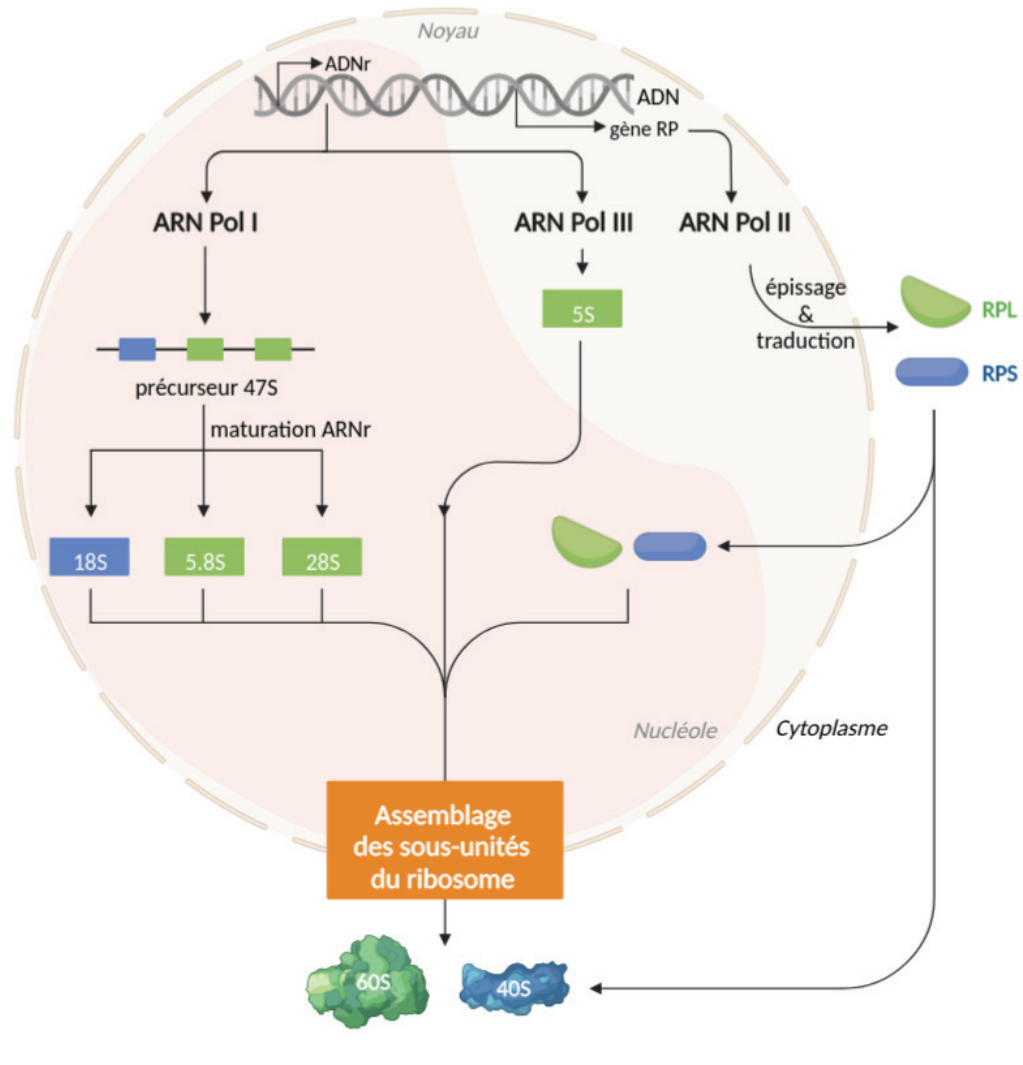 Noyau
ADNr
ADN
gène RP
ARN Pol I
ARN Pol III
ARN Pol II
épissage
&
traduction
RPL
RPS
5S
précurseur 47S
maturation ARNr
18S
5.8S
28S
Nucléole
Cytoplasme
Assemblage
des sous-unités
du ribosome
60S
40S